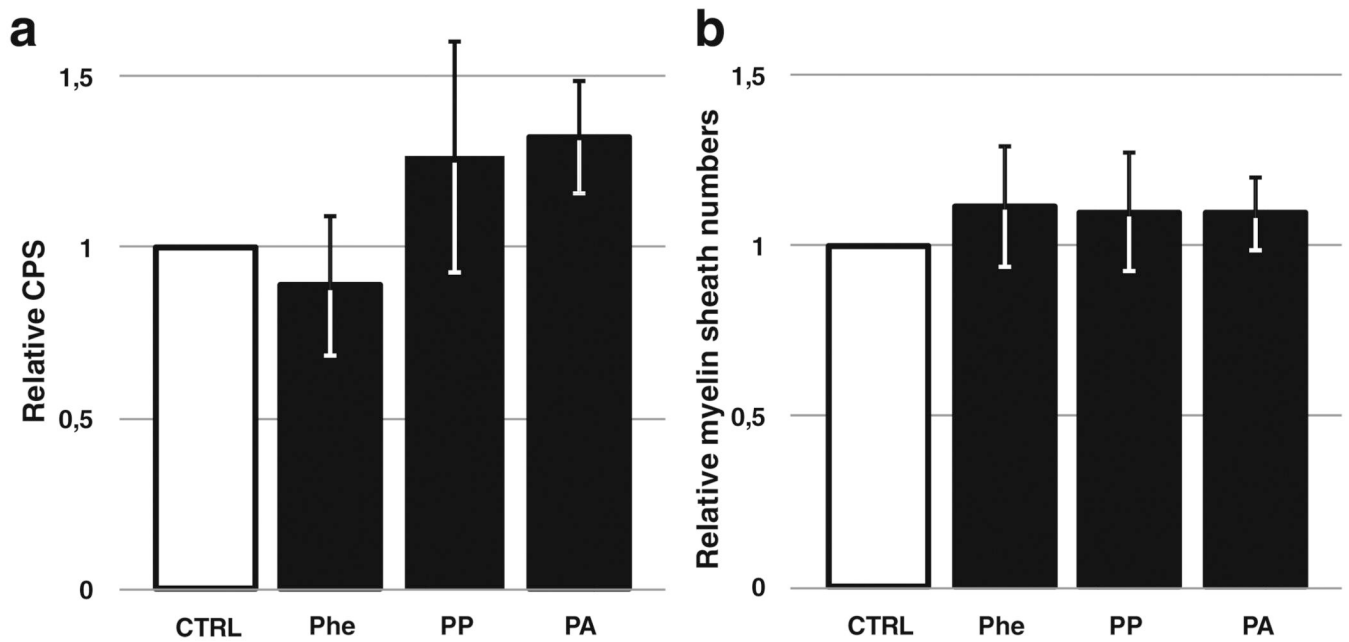 a
Relative CPS
1,5
1
0,5
0
CTRL Phe PP PA
b
Relative myelin sheath numbers
1,5
1
0,5
0
CTRL Phe PP PA